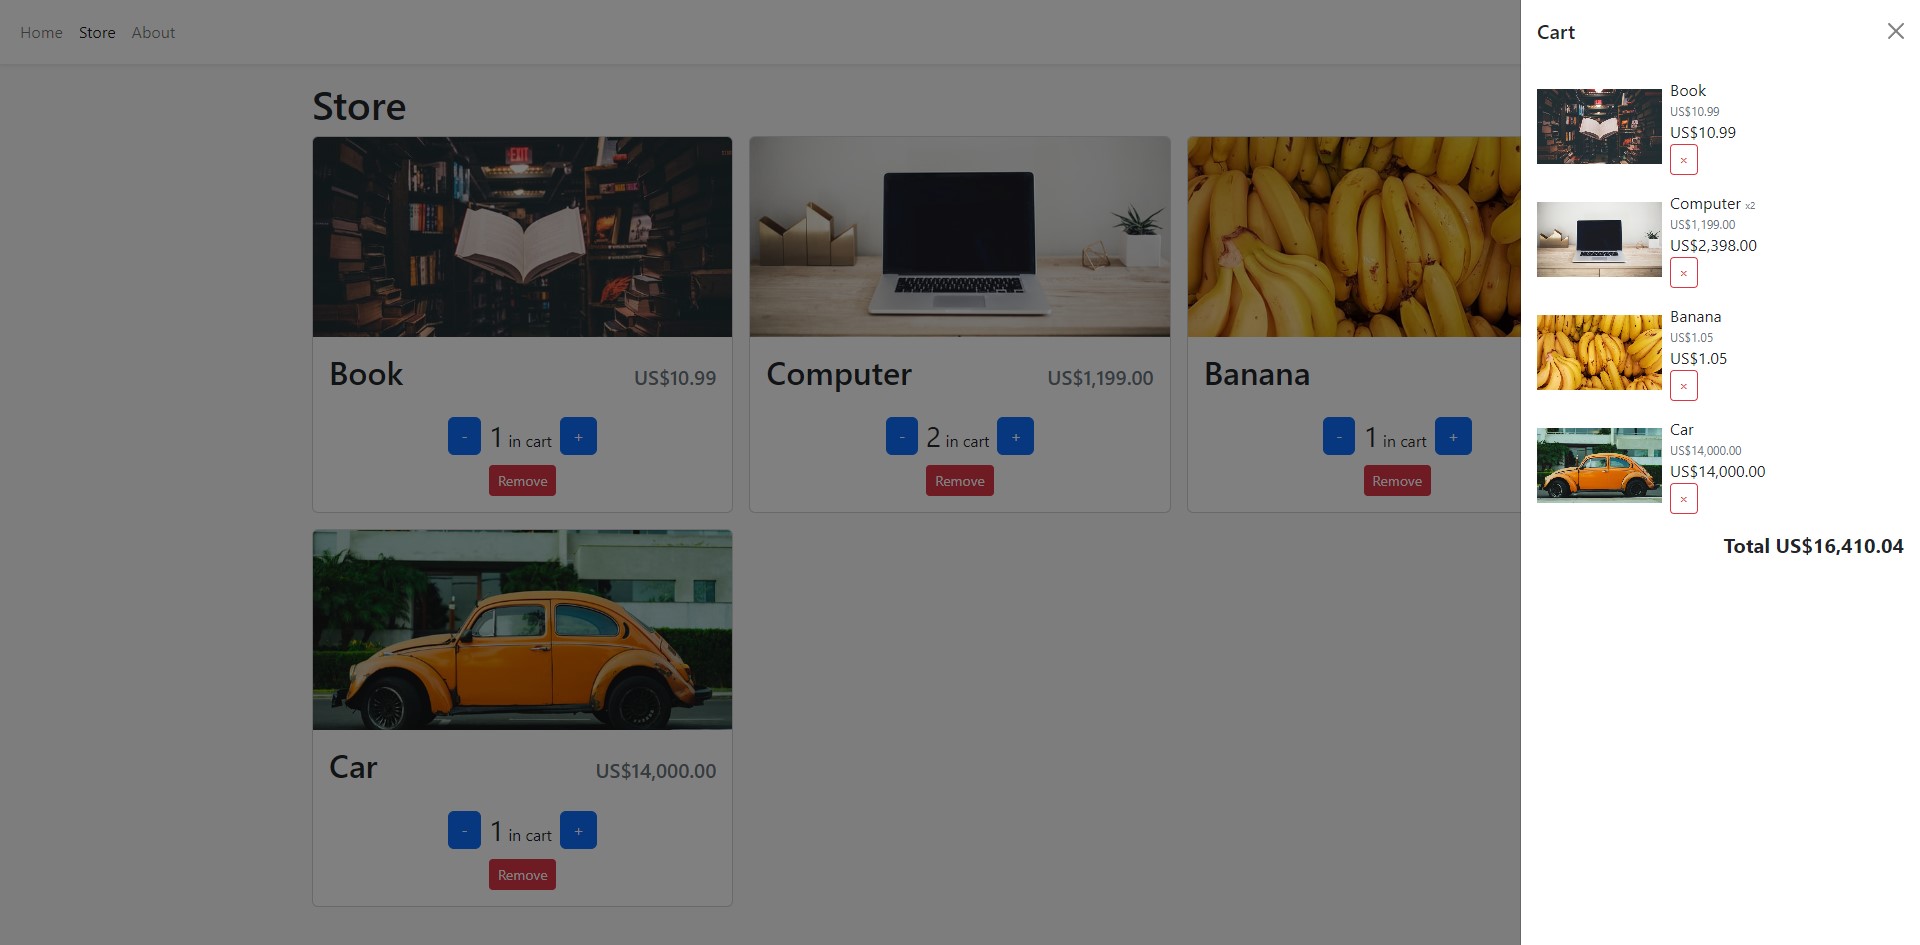 Home Store About
Store
EXIT
Book US$10.99
- 1 in cart +
Remove
Computer US$1,199.00
- 2 in cart +
Remove
Banana
- 1 in cart +
Remove
Car US$14,000.00
- 1 in cart +
Remove
Cart
Book
US$10.99
US$10.99
×
Computer x2
US$1,199.00
US$2,398.00
×
Banana
US$1.05
US$1.05
×
Car
US$14,000.00
US$14,000.00
×
Total US$16,410.04